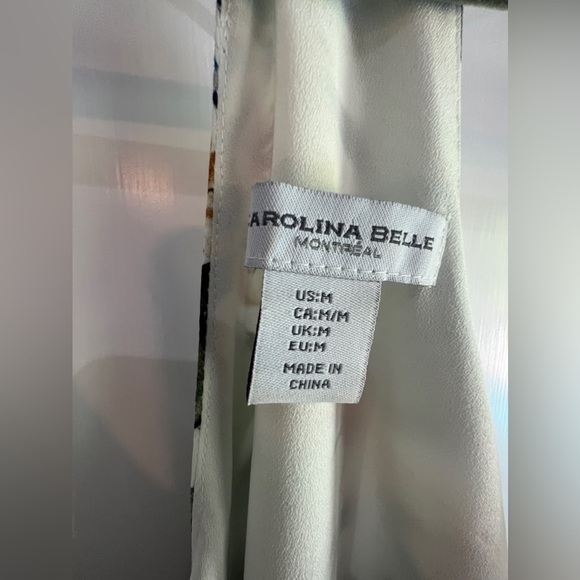 AROLINA BELLE
MONTRÉAL
US:M
CA:M/M
UK:M
EU:M
MADE IN
CHINA